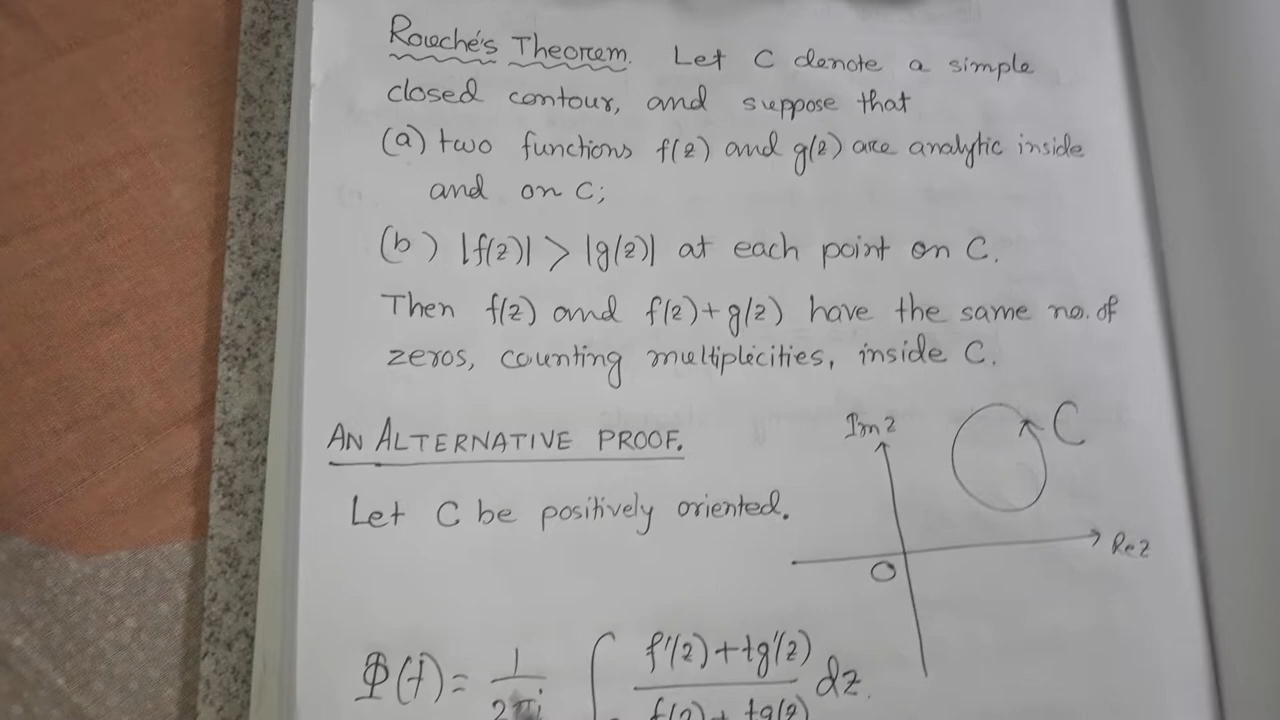 Rouché's Theorem. Let C denote a simple
closed contour, and suppose that
(a) two functions f(z) and g(z) are analytic inside
and on C;
(b) |f(z)| > |g(z)| at each point on C.
Then f(z) and f(z)+g(z) have the same no. of
zeros, counting multiplicities, inside C.
AN ALTERNATIVE PROOF.
Let C be positively oriented.
Im z
C
Re z
O
Φ(t) = 1/2πi ∫ f'(z)+tg'(z)/f(z)+tg(z) dz.